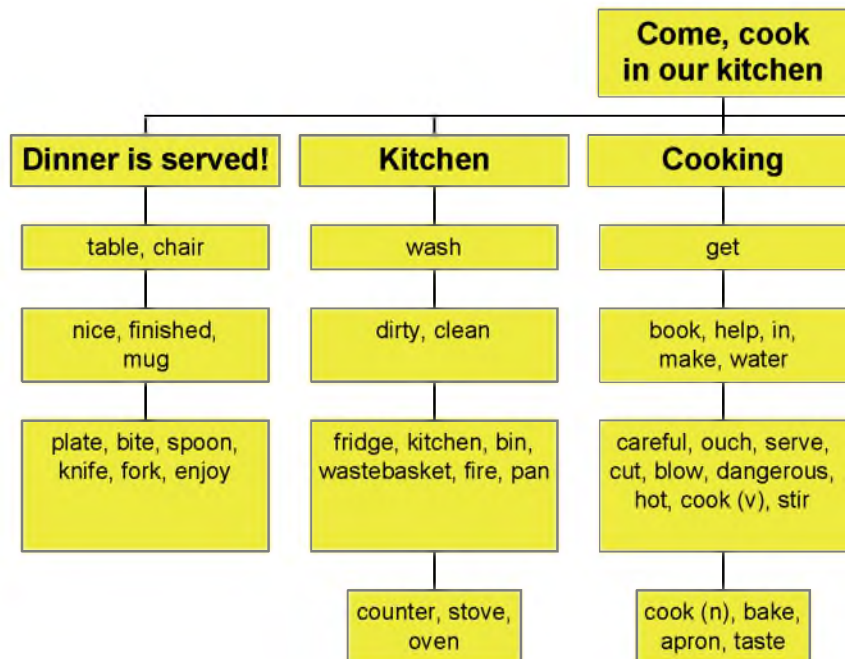 Come, cook
in our kitchen
Dinner is served!
Kitchen
Cooking
table, chair
wash
get
nice, finished,
mug
dirty, clean
book, help, in,
make, water
plate, bite, spoon,
knife, fork, enjoy
fridge, kitchen, bin,
wastebasket, fire, pan
careful, ouch, serve,
cut, blow, dangerous,
hot, cook (v), stir
counter, stove,
oven
cook (n), bake,
apron, taste